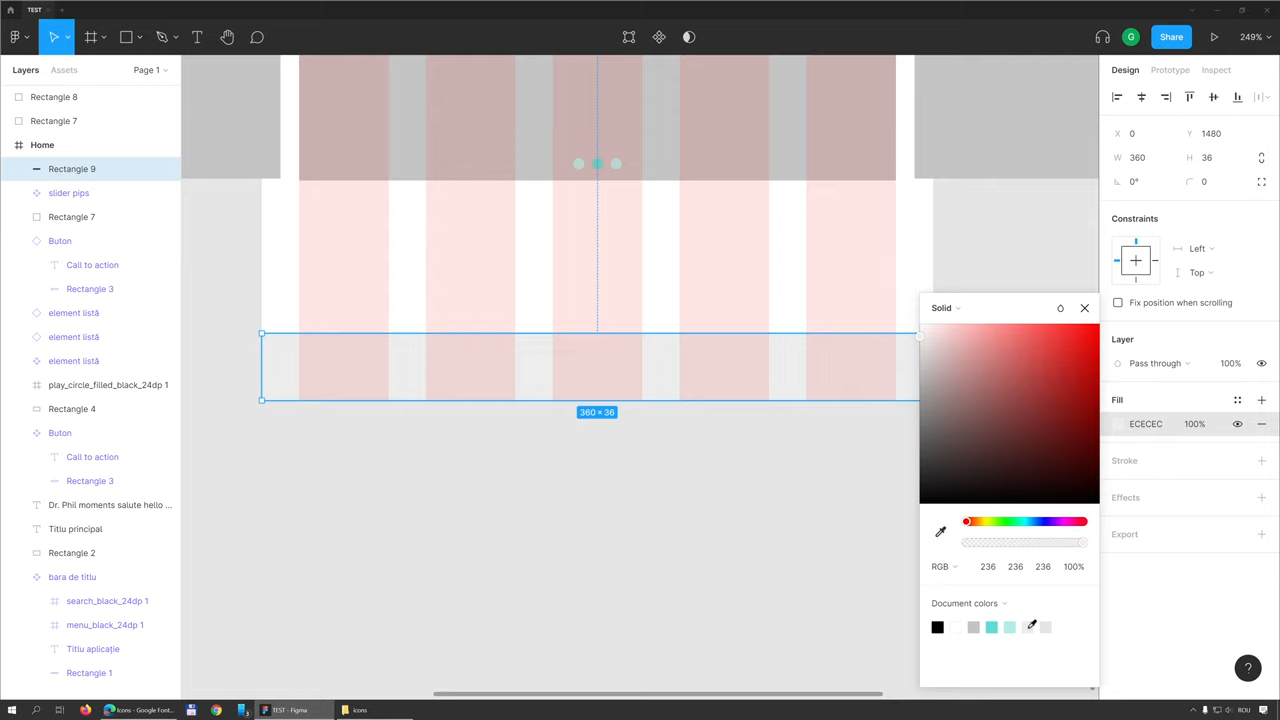 TEST
G
Share
249%
Layers
Assets
Page 1
Design
Prototype
Inspect
Rectangle 8
Rectangle 7
Home
Rectangle 9
slider pips
Rectangle 7
Buton
Call to action
Rectangle 3
element listă
element listă
element listă
play_circle_filled_black_24dp 1
Rectangle 4
Buton
Call to action
Rectangle 3
Dr. Phil moments salute hello ...
Titlu principal
Rectangle 2
bara de titlu
search_black_24dp 1
menu_black_24dp 1
Titlu aplicație
Rectangle 1
360 × 36
X 0 Y 1480
W 360 H 36
0° 0
Constraints
Left
Top
Fix position when scrolling
Layer
Pass through 100%
Fill
ECECEC 100%
Stroke
Effects
Export
Solid
RGB 236 236 236 100%
Document colors
?
Icons - Google Font...
TEST - Figma
icons
ROU